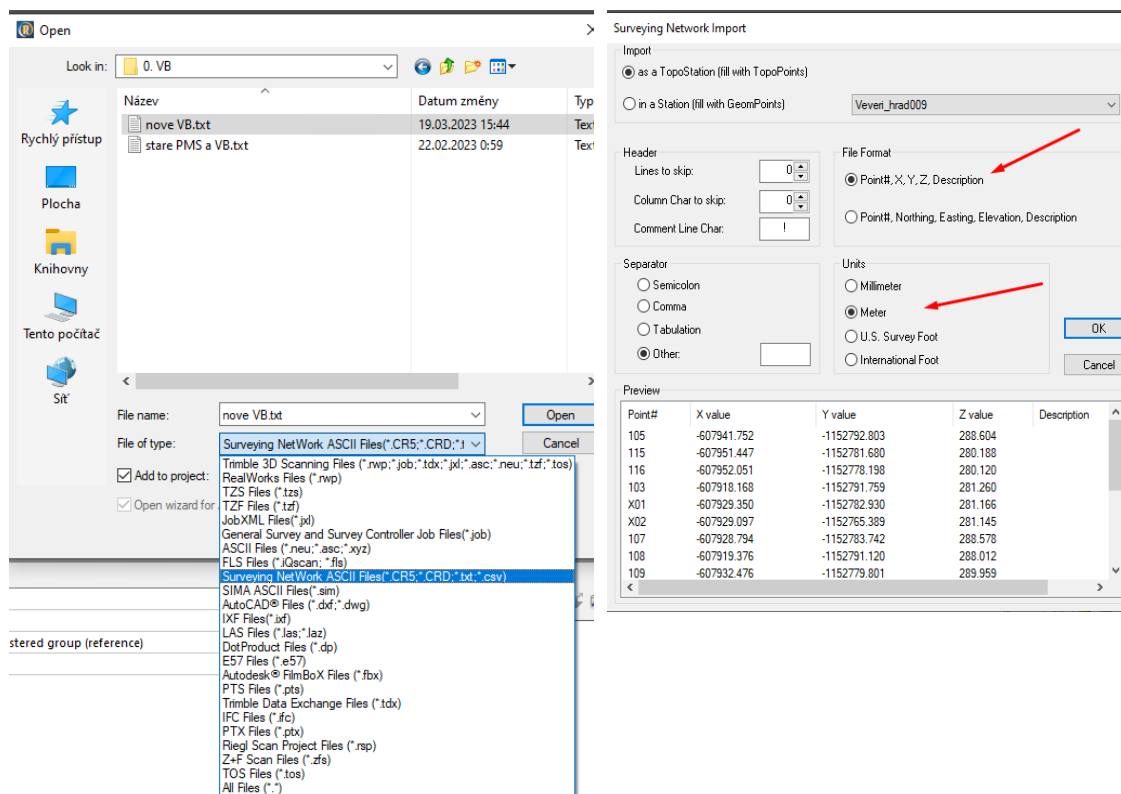 Open
Look in:
0. VB
Název
Datum změny
Typ
nove VB.txt
19.03.2023 15:44
Text
stare PMS a VB.txt
22.02.2023 0:59
Text
Rychlý přístup
Plocha
Knihovny
Tento počítač
Síť
File name:
nove VB.txt
Open
File of type:
Surveying NetWork ASCII Files(*.CR5;*.CRD;*.t
Cancel
Add to project:
Open wizard for
Trimble 3D Scanning Files (*.rwp;*.job;*.tdx;*.jxl;*.asc;*.neu;*.tzf;*.tos)
RealWorks Files (*.rwp)
TZS Files (*.tzs)
TZF Files (*.tzf)
JobXML Files(*.jxl)
General Survey and Survey Controller Job Files(*.job)
ASCII Files (*.neu;*.asc;*.xyz)
FLS Files (*.iQscan; *.fls)
Surveying NetWork ASCII Files(*.CR5;*.CRD;*.txt;*.csv)
SIMA ASCII Files(*.sim)
AutoCAD® Files (*.dxf;*.dwg)
IXF Files(*.ixf)
LAS Files (*.las;*.laz)
DotProduct Files (*.dp)
E57 Files (*.e57)
Autodesk® FilmBoX Files (*.fbx)
PTS Files (*.pts)
Trimble Data Exchange Files (*.tdx)
IFC Files (*.ifc)
PTX Files (*.ptx)
Riegl Scan Project Files (*.rsp)
Z+F Scan Files (*.zfs)
TOS Files (*.tos)
All Files (*.*)
stered group (reference)
Surveying Network Import
Import
as a TopoStation (fill with TopoPoints)
in a Station (fill with GeomPoints)
Veveri_hrad009
Header
Lines to skip:
0
Column Char to skip:
0
Comment Line Char:
!
File Format
Point#, X, Y, Z, Description
Point#, Northing, Easting, Elevation, Description
Separator
Semicolon
Comma
Tabulation
Other:
Units
Millimeter
Meter
U.S. Survey Foot
International Foot
OK
Cancel
Preview
Point# X value Y value Z value Description
105 -607941.752 -1152792.803 288.604
115 -607951.447 -1152781.680 280.188
116 -607952.051 -1152778.198 280.120
103 -607918.168 -1152791.759 281.260
X01 -607929.350 -1152782.930 281.166
X02 -607929.097 -1152765.389 281.145
107 -607928.794 -1152783.742 288.578
108 -607919.376 -1152791.120 288.012
109 -607932.476 -1152779.801 289.959